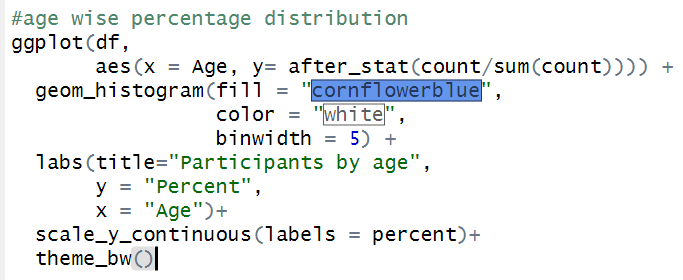 #age wise percentage distribution
ggplot(df,
       aes(x = Age, y= after_stat(count/sum(count)))) +
  geom_histogram(fill = "cornflowerblue",
                 color = "white",
                 binwidth = 5) +
  labs(title="Participants by age",
       y = "Percent",
       x = "Age")+
  scale_y_continuous(labels = percent)+
  theme_bw()